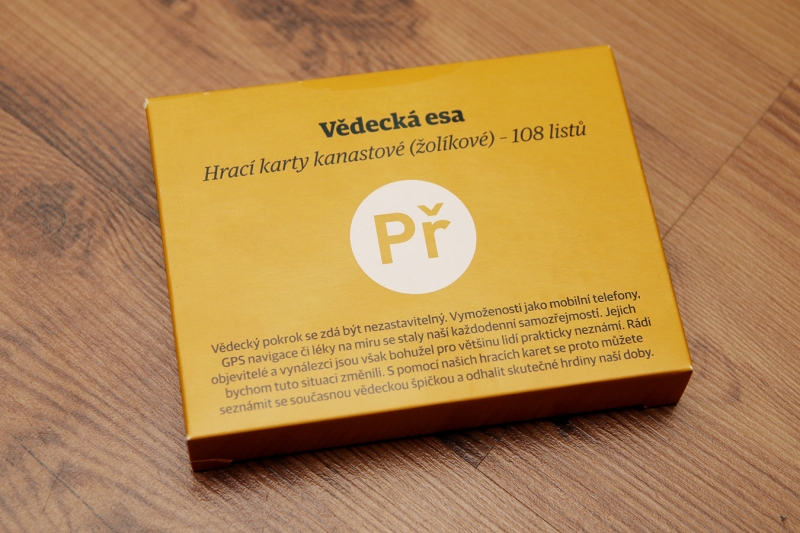 Vědecká esa
Hrací karty kanastové (žolíkové) – 108 listů
Př
Vědecký pokrok se zdá být nezastavitelný. Vymoženosti jako mobilní telefony,
GPS navigace či léky na míru se staly naší každodenní samozřejmostí. Jejich
objevitelé a vynálezci jsou však bohužel pro většinu lidí prakticky neznámí. Rádi
bychom tuto situaci změnili. S pomocí našich hracích karet se proto můžete
seznámit se současnou vědeckou špičkou a odhalit skutečné hrdiny naší doby.